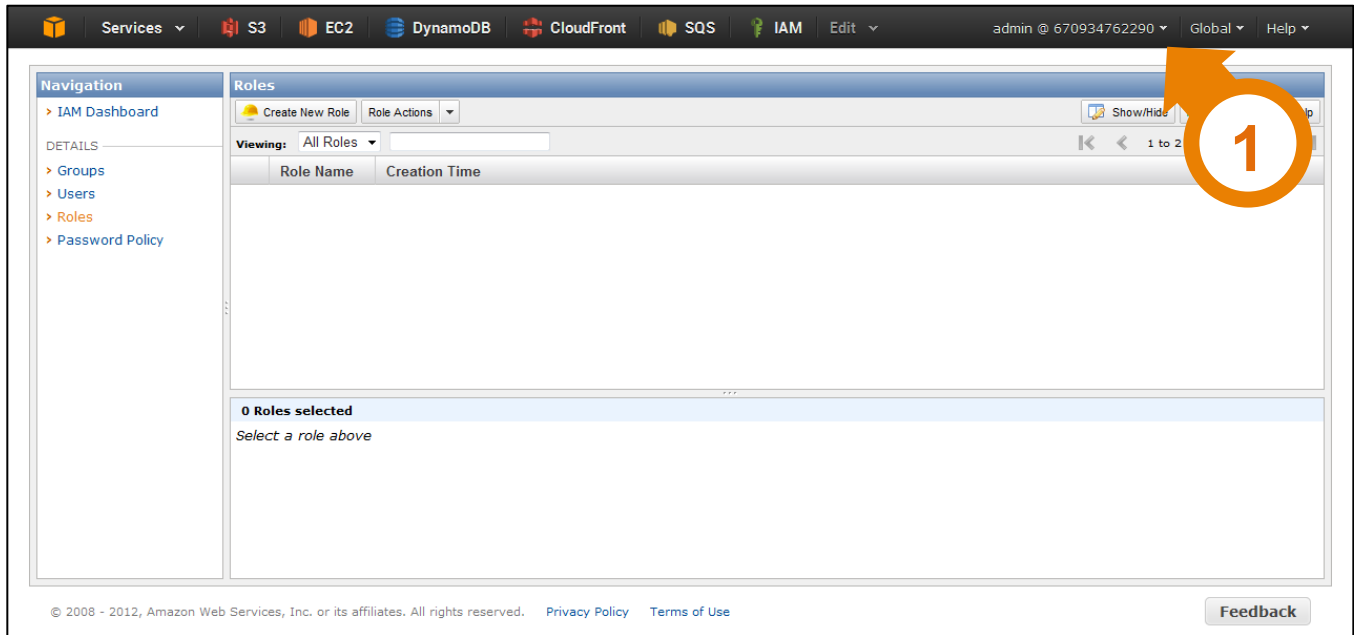 Services S3 EC2 DynamoDB CloudFront SQS IAM Edit admin @ 670934762290 Global Help
Navigation
> IAM Dashboard
DETAILS
> Groups
> Users
> Roles
> Password Policy
Roles
Create New Role Role Actions Show/Hide
Viewing: All Roles 1 to 2
Role Name Creation Time
1
0 Roles selected
Select a role above
© 2008 - 2012, Amazon Web Services, Inc. or its affiliates. All rights reserved. Privacy Policy Terms of Use Feedback